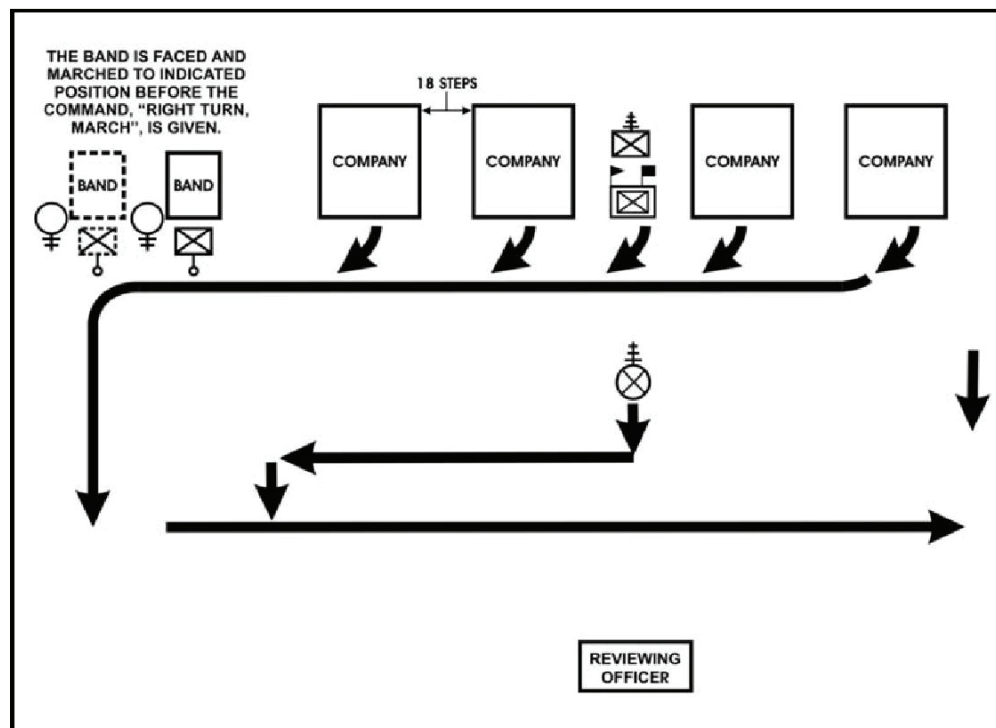 THE BAND IS FACED AND
MARCHED TO INDICATED
POSITION BEFORE THE
COMMAND, “RIGHT TURN,
MARCH”, IS GIVEN.
18 STEPS
BAND
BAND
COMPANY
COMPANY
COMPANY
COMPANY
REVIEWING
OFFICER